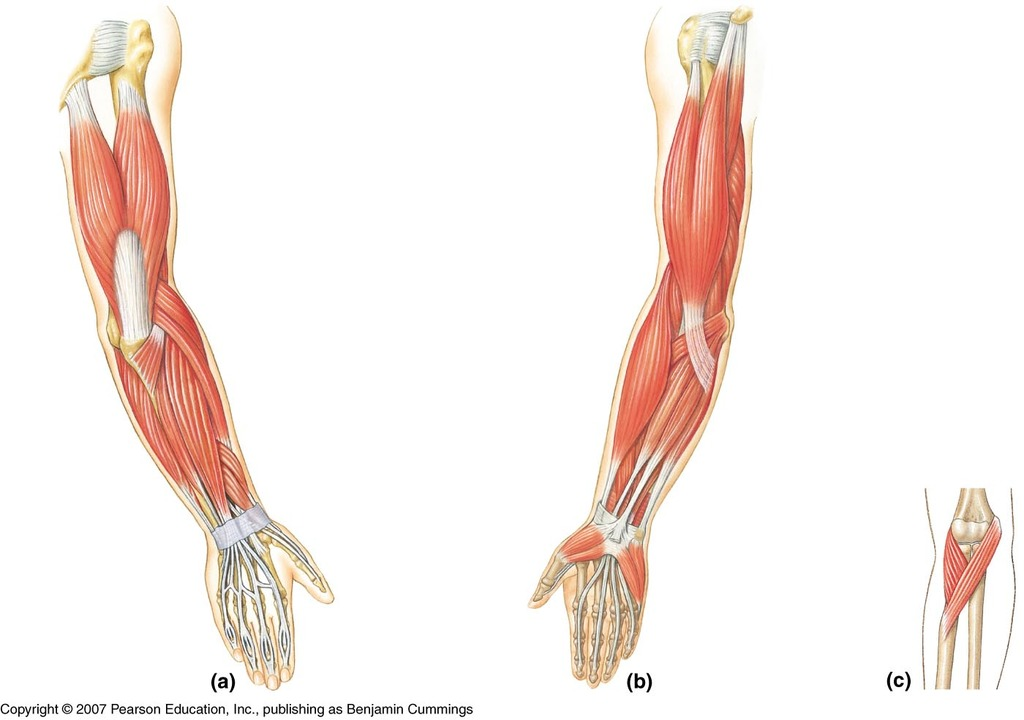 (a)
(b)
(c)
Copyright © 2007 Pearson Education, Inc., publishing as Benjamin Cummings